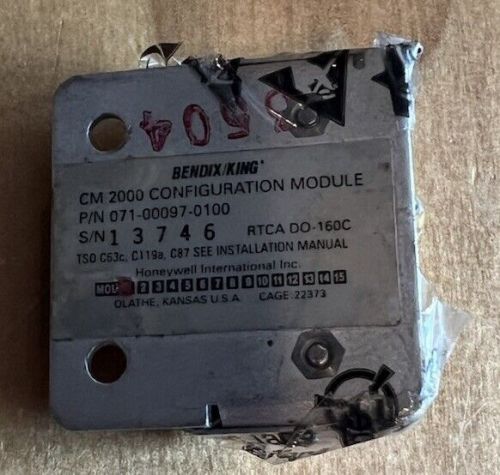 BENDIX/KING
CM 2000 CONFIGURATION MODULE
P/N 071-00097-0100
S/N 13746 RTCA DO-160C
TSO C63c, C119a, C87 SEE INSTALLATION MANUAL
Honeywell International Inc.
MOD 2 3 4 5 6 7 8 9 10 11 12 13 14 15
OLATHE, KANSAS U.S.A. CAGE: 22373